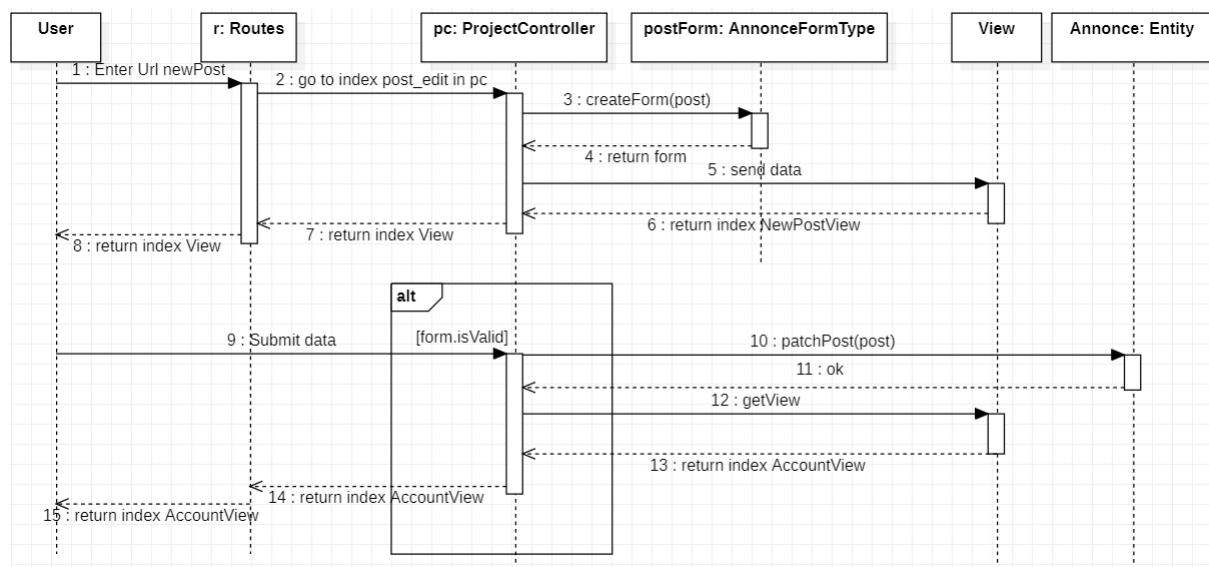 User
r: Routes
pc: ProjectController
postForm: AnnonceFormType
View
Annonce: Entity
1 : Enter Url newPost
2 : go to index post_edit in pc
3 : createForm(post)
4 : return form
5 : send data
6 : return index NewPostView
7 : return index View
8 : return index View
alt
9 : Submit data
[form.isValid]
10 : patchPost(post)
11 : ok
12 : getView
13 : return index AccountView
14 : return index AccountView
15 : return index AccountView